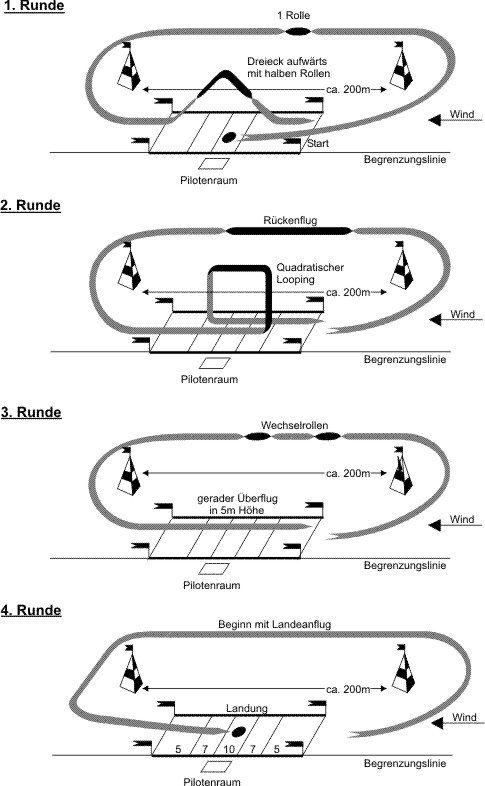 1. Runde
1 Rolle
Dreieck aufwärts
mit halben Rollen
ca. 200m
Wind
Start
Begrenzungslinie
Pilotenraum
2. Runde
Rückenflug
Quadratischer
Looping
ca. 200m
Wind
Begrenzungslinie
Pilotenraum
3. Runde
Wechselrollen
ca. 200m
gerader Überflug
in 5m Höhe
Wind
Begrenzungslinie
Pilotenraum
4. Runde
Beginn mit Landeanflug
ca. 200m
Landung
Wind
5 7 10 7 5
Begrenzungslinie
Pilotenraum